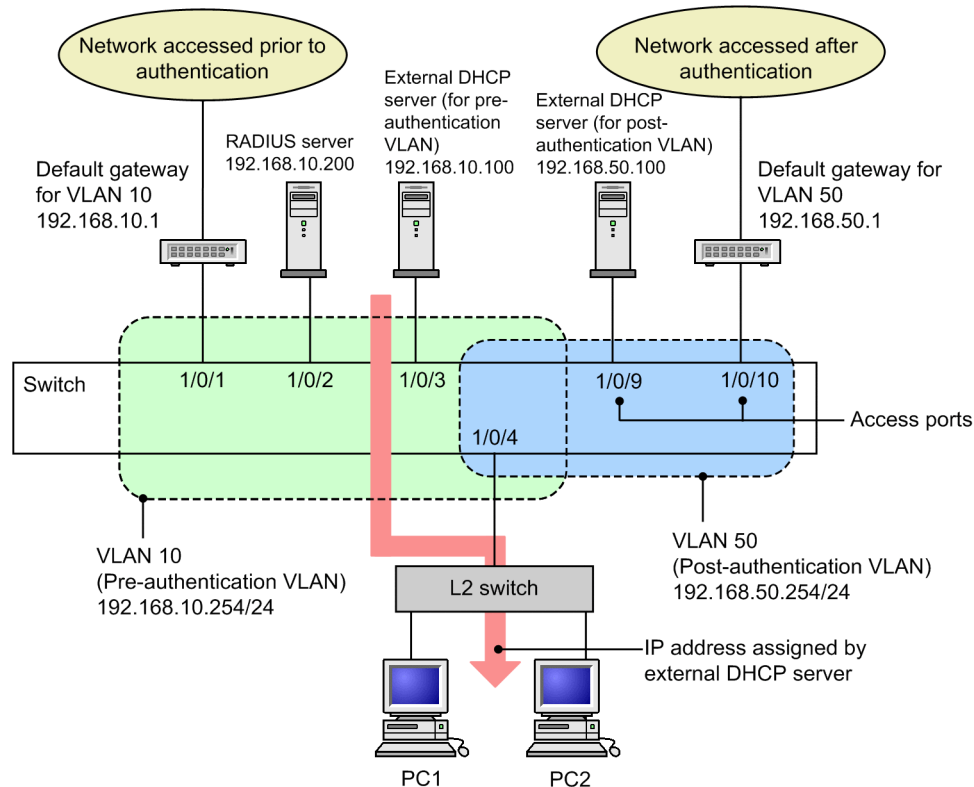 Network accessed prior to
authentication
Network accessed after
authentication
External DHCP
server (for pre-
authentication
VLAN)
192.168.10.100
External DHCP
server (for post-
authentication VLAN)
192.168.50.100
RADIUS server
192.168.10.200
Default gateway
for VLAN 10
192.168.10.1
Default gateway for
VLAN 50
192.168.50.1
Switch
1/0/1
1/0/2
1/0/3
1/0/9
1/0/10
Access ports
1/0/4
VLAN 10
(Pre-authentication VLAN)
192.168.10.254/24
VLAN 50
(Post-authentication VLAN)
192.168.50.254/24
L2 switch
IP address assigned by
external DHCP server
PC1
PC2